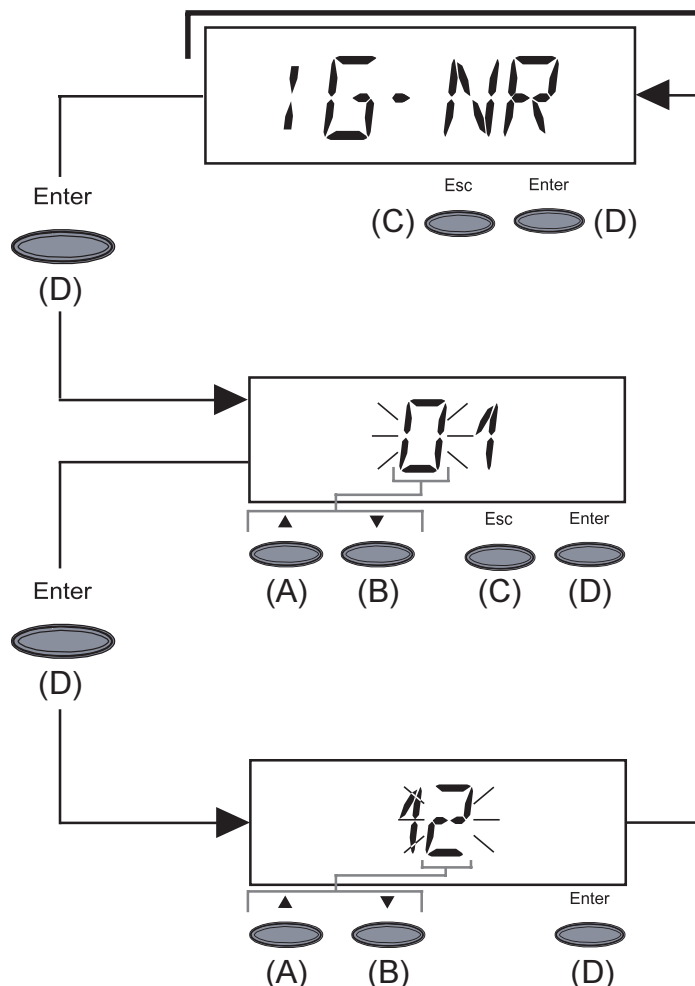 IG-NR
Esc Enter
(C) (D)
Enter
(D)
01
▲ ▼ Esc Enter
(A) (B) (C) (D)
Enter
(D)
12
▲ ▼ Enter
(A) (B) (D)